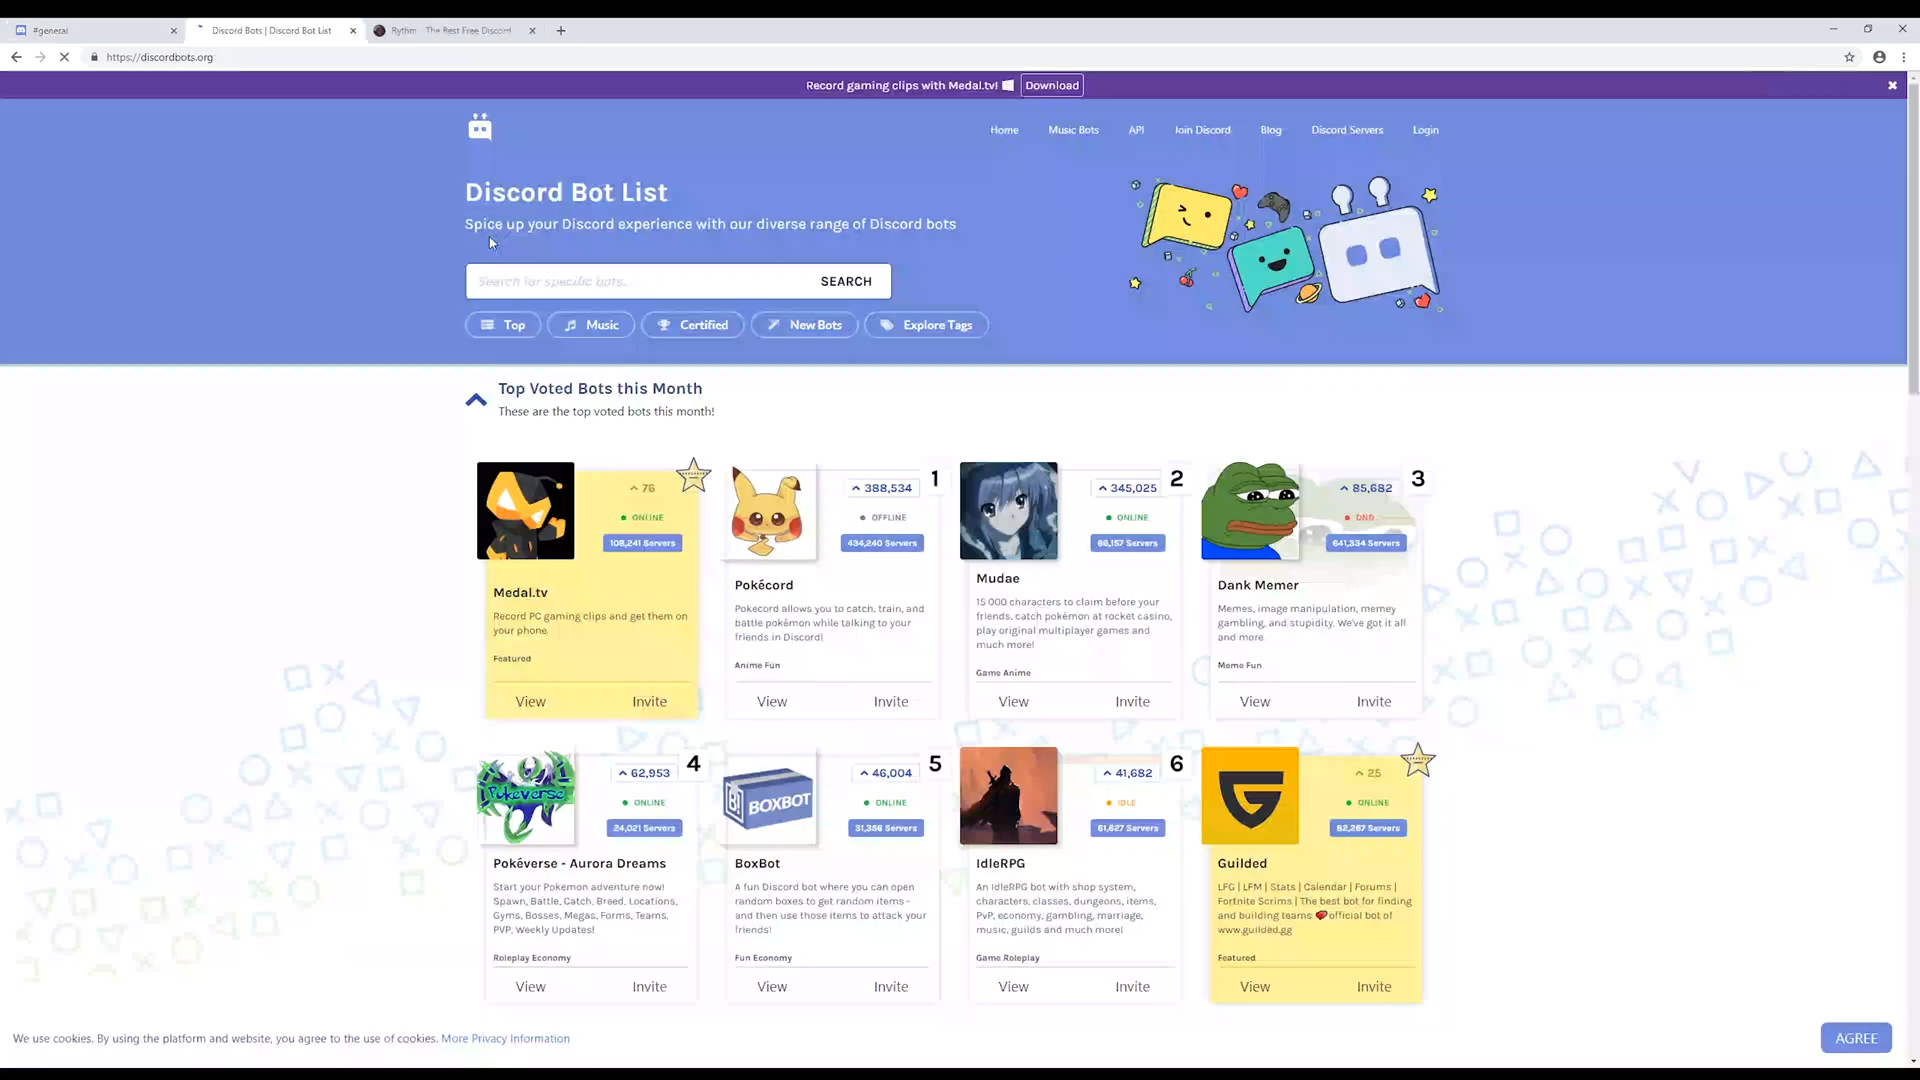 #general
Discord Bots | Discord Bot List
Rythm - The Best Free Discord
https://discordbots.org
Record gaming clips with Medal.tv!
Download
Home
Music Bots
API
Join Discord
Blog
Discord Servers
Login
Discord Bot List
Spice up your Discord experience with our diverse range of Discord bots
Search for specific bots...
SEARCH
Top
Music
Certified
New Bots
Explore Tags
Top Voted Bots this Month
These are the top voted bots this month!
76
ONLINE
108,241 Servers
Medal.tv
Record PC gaming clips and get them on
your phone.
Featured
View
Invite
1
388,534
OFFLINE
434,240 Servers
Pokécord
Pokecord allows you to catch, train, and
battle pokémon while talking to your
friends in Discord!
Anime Fun
View
Invite
2
345,025
ONLINE
66,157 Servers
Mudae
15 000 characters to claim before your
friends, catch pokémon at rocket casino,
play original multiplayer games and
much more!
Game Anime
View
Invite
3
85,682
DND
641,334 Servers
Dank Memer
Memes, image manipulation, memey
gambling, and stupidity. We've got it all
and more
Meme Fun
View
Invite
4
62,953
ONLINE
24,021 Servers
Pokeverse
Pokéverse - Aurora Dreams
Start your Pokemon adventure now!
Spawn, Battle, Catch, Breed, Locations,
Gyms, Bosses, Megas, Forms, Teams,
PVP, Weekly Updates!
Roleplay Economy
View
Invite
5
46,004
ONLINE
31,356 Servers
BOXBOT
BoxBot
A fun Discord bot where you can open
random boxes to get random items -
and then use those items to attack your
friends!
Fun Economy
View
Invite
6
41,682
IDLE
61,627 Servers
IdleRPG
An IdleRPG bot with shop system,
characters, classes, dungeons, items,
PvP, economy, gambling, marriage,
music, guilds and much more!
Game Roleplay
View
Invite
25
ONLINE
82,267 Servers
Guilded
LFG | LFM | Stats | Calendar | Forums |
Fortnite Scrims | The best bot for finding
and building teams ❤ official bot of
www.guilded.gg
Featured
View
Invite
We use cookies. By using the platform and website, you agree to the use of cookies. More Privacy Information
AGREE